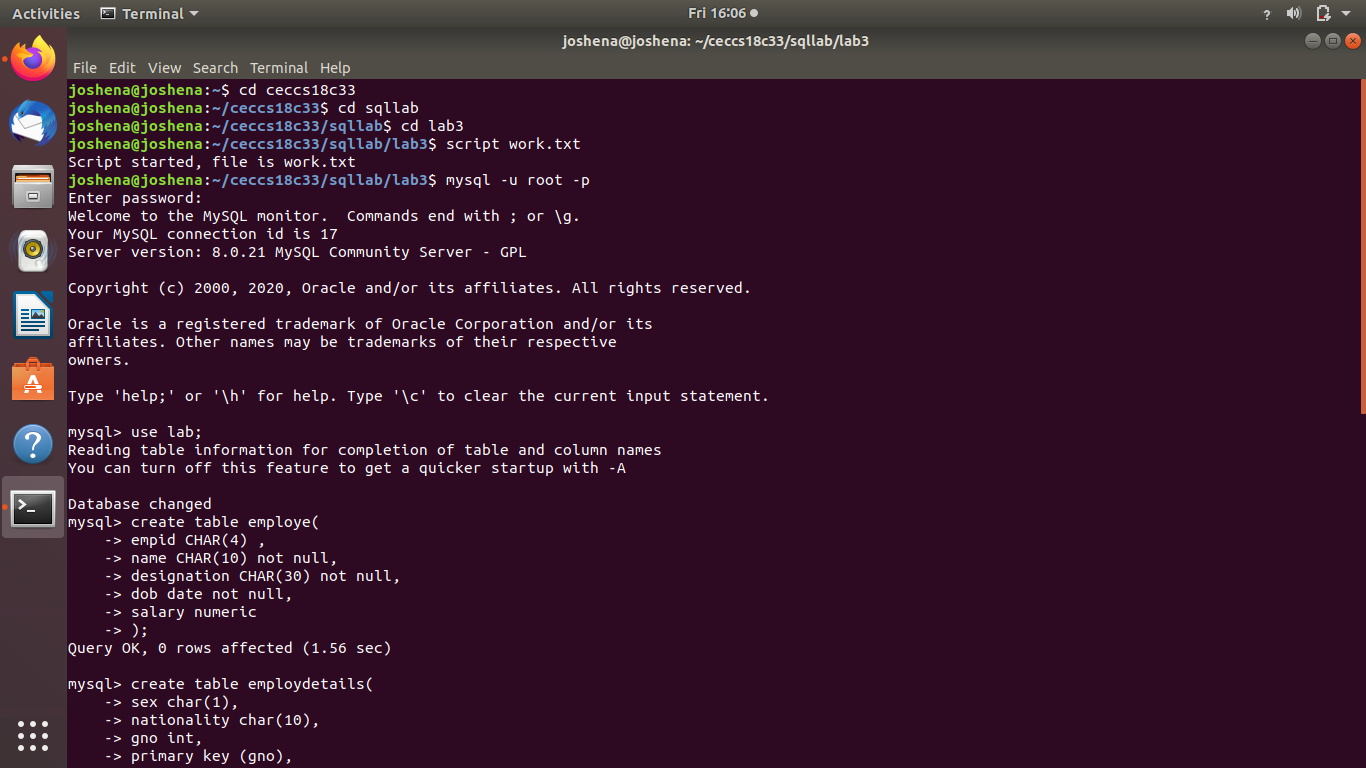 Activities Terminal Fri 16:06
joshena@joshena: ~/ceccs18c33/sqllab/lab3
File Edit View Search Terminal Help
joshena@joshena:~$ cd ceccs18c33
joshena@joshena:~/ceccs18c33$ cd sqllab
joshena@joshena:~/ceccs18c33/sqllab$ cd lab3
joshena@joshena:~/ceccs18c33/sqllab/lab3$ script work.txt
Script started, file is work.txt
joshena@joshena:~/ceccs18c33/sqllab/lab3$ mysql -u root -p
Enter password:
Welcome to the MySQL monitor.  Commands end with ; or \g.
Your MySQL connection id is 17
Server version: 8.0.21 MySQL Community Server - GPL
Copyright (c) 2000, 2020, Oracle and/or its affiliates. All rights reserved.
Oracle is a registered trademark of Oracle Corporation and/or its
affiliates. Other names may be trademarks of their respective
owners.
Type 'help;' or '\h' for help. Type '\c' to clear the current input statement.
mysql> use lab;
Reading table information for completion of table and column names
You can turn off this feature to get a quicker startup with -A
Database changed
mysql> create table employe(
    -> empid CHAR(4) ,
    -> name CHAR(10) not null,
    -> designation CHAR(30) not null,
    -> dob date not null,
    -> salary numeric
    -> );
Query OK, 0 rows affected (1.56 sec)
mysql> create table employdetails(
    -> sex char(1),
    -> nationality char(10),
    -> gno int,
    -> primary key (gno),